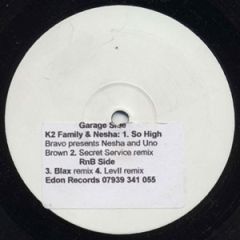 Garage Side
K2 Family & Nesha: 1. So High
Bravo presents Nesha and Uno
Brown 2. Secret Service remix
RnB Side
3. Blax remix 4. LevII remix
Edon Records 07939 341 055